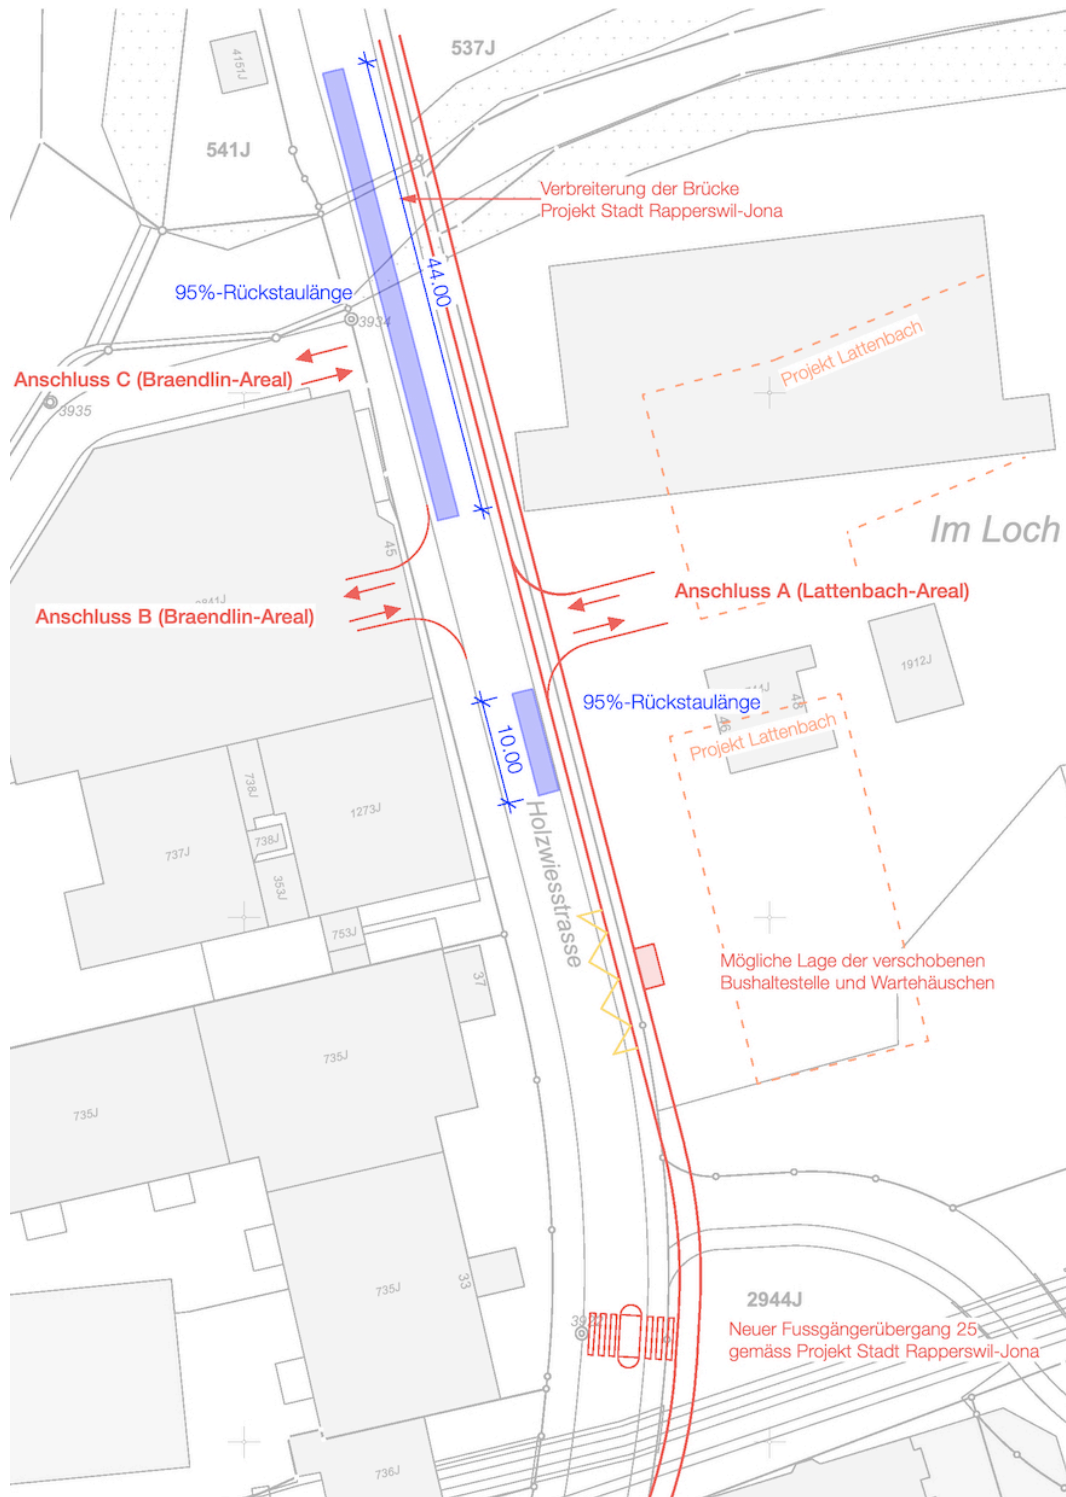 537J
4151J
541J
Verbreiterung der Brücke
Projekt Stadt Rapperswil-Jona
44.00
95%-Rückstaulänge
3934
Projekt Lattenbach
Anschluss C (Braendlin-Areal)
3935
Im Loch
45
Anschluss A (Lattenbach-Areal)
Anschluss B (Braendlin-Areal)
1912J
95%-Rückstaulänge
48
46
Projekt Lattenbach
10.00
738J
1273J
Holzwiesstrasse
738J
737J
353J
753J
37
Mögliche Lage der verschobenen
Bushaltestelle und Wartehäuschen
735J
735J
33
735J
2944J
Neuer Fussgängerübergang 25
gemäss Projekt Stadt Rapperswil-Jona
736J